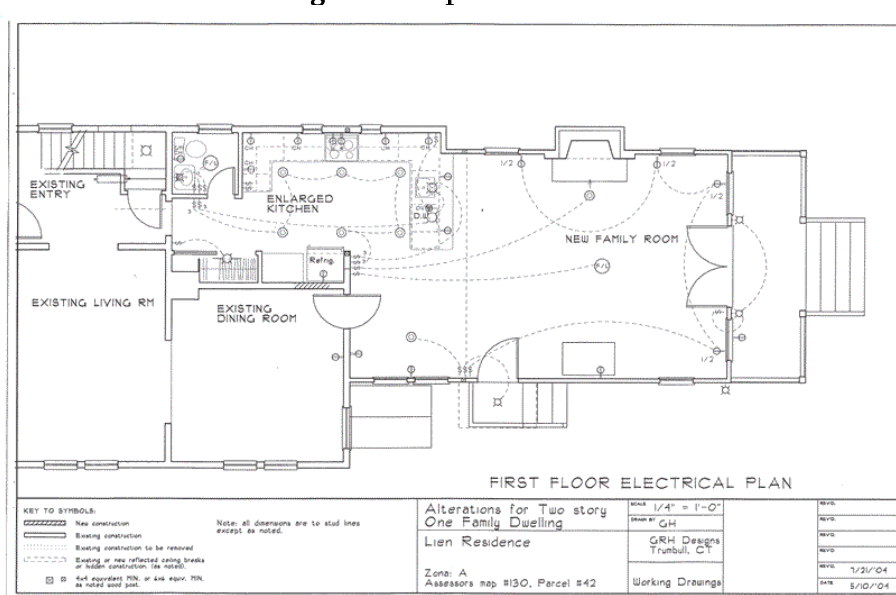 EXISTING
ENTRY
ENLARGED
KITCHEN
D.W.
Refrig.
NEW FAMILY ROOM
EXISTING LIVING RM
EXISTING
DINING ROOM
F/L
F/L
1/2
1/2
1/2
1/2
$$$
$$$
FIRST FLOOR ELECTRICAL PLAN
KEY TO SYMBOLS:
New construction
Existing construction
Existing construction to be removed
Existing or new reflected ceiling breaks
or hidden construction. (as noted).
4x4 equivalent MIN. or 6x6 equiv. MIN.
as noted wood post.
Note: all dimensions are to stud lines
except as noted.
Alterations for Two story
One Family Dwelling
Lien Residence
Zone: A
Assessors map #130, Parcel #42
SCALE 1/4" = 1'-0"
DRAWN BY GH
GRH Designs
Trumbull, CT
Working Drawings
REV'D.
REV'D.
REV'D.
REV'D.
REV'D. 7/21/'04
DATE 5/10/'04